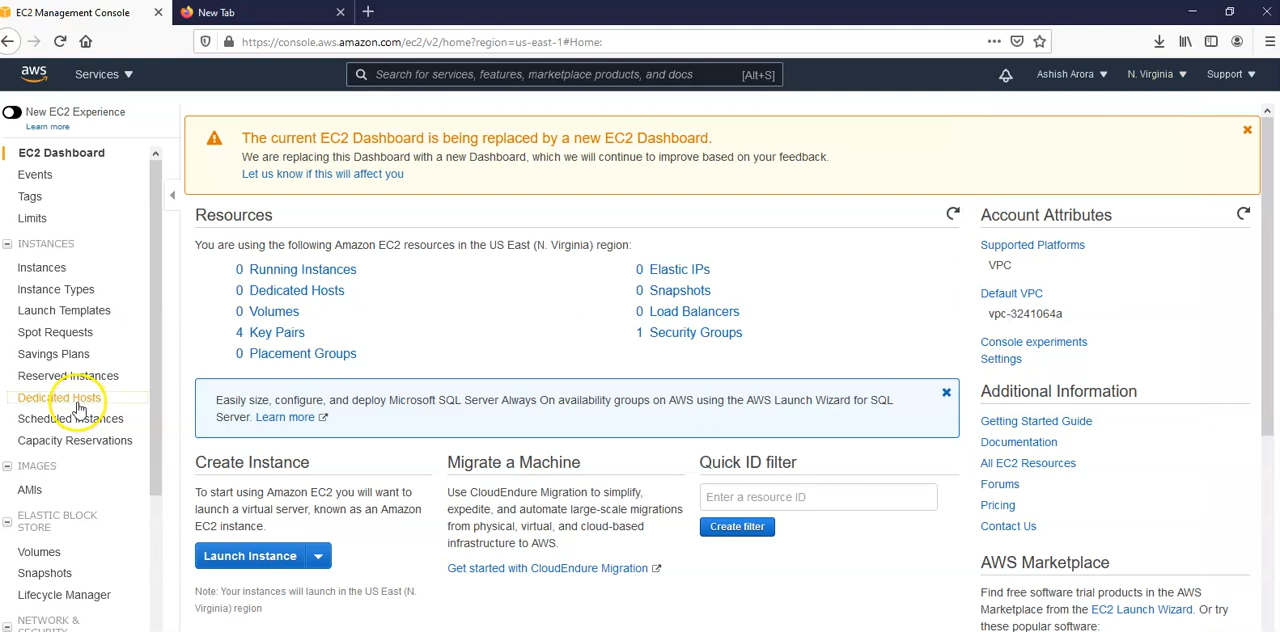 EC2 Management Console
New Tab
https://console.aws.amazon.com/ec2/v2/home?region=us-east-1#Home:
aws
Services
Search for services, features, marketplace products, and docs
[Alt+S]
Ashish Arora
N. Virginia
Support
New EC2 Experience
Learn more
EC2 Dashboard
Events
Tags
Limits
INSTANCES
Instances
Instance Types
Launch Templates
Spot Requests
Savings Plans
Reserved Instances
Dedicated Hosts
Scheduled Instances
Capacity Reservations
IMAGES
AMIs
ELASTIC BLOCK
STORE
Volumes
Snapshots
Lifecycle Manager
NETWORK &
SECURITY
The current EC2 Dashboard is being replaced by a new EC2 Dashboard.
We are replacing this Dashboard with a new Dashboard, which we will continue to improve based on your feedback.
Let us know if this will affect you
Resources
You are using the following Amazon EC2 resources in the US East (N. Virginia) region:
0 Running Instances
0 Dedicated Hosts
0 Volumes
4 Key Pairs
0 Placement Groups
0 Elastic IPs
0 Snapshots
0 Load Balancers
1 Security Groups
Easily size, configure, and deploy Microsoft SQL Server Always On availability groups on AWS using the AWS Launch Wizard for SQL
Server. Learn more
Create Instance
To start using Amazon EC2 you will want to
launch a virtual server, known as an Amazon
EC2 instance.
Launch Instance
Note: Your instances will launch in the US East (N.
Virginia) region
Migrate a Machine
Use CloudEndure Migration to simplify,
expedite, and automate large-scale migrations
from physical, virtual, and cloud-based
infrastructure to AWS.
Get started with CloudEndure Migration
Quick ID filter
Enter a resource ID
Create filter
Account Attributes
Supported Platforms
VPC
Default VPC
vpc-3241064a
Console experiments
Settings
Additional Information
Getting Started Guide
Documentation
All EC2 Resources
Forums
Pricing
Contact Us
AWS Marketplace
Find free software trial products in the AWS
Marketplace from the EC2 Launch Wizard. Or try
these popular software: